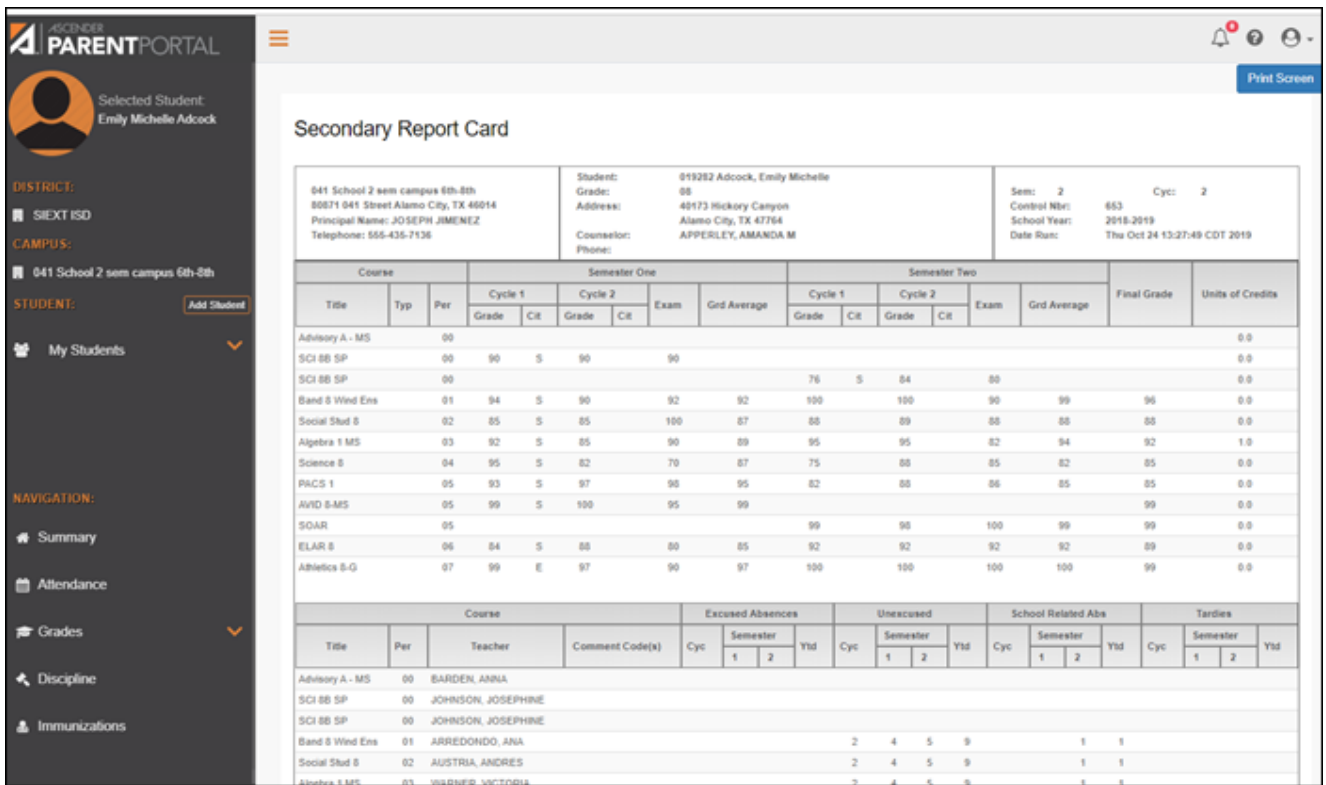 ASCENDER
PARENTPORTAL
0
Print Screen
Selected Student:
Emily Michelle Adcock
DISTRICT:
SIEXT ISD
CAMPUS:
041 School 2 sem campus 6th-8th
STUDENT: Add Student
My Students
NAVIGATION:
Summary
Attendance
Grades
Discipline
Immunizations
Secondary Report Card
041 School 2 sem campus 6th-8th
80871 041 Street Alamo City, TX 46014
Principal Name: JOSEPH JIMENEZ
Telephone: 555-435-7136
Student: 019282 Adcock, Emily Michelle
Grade: 08
Address: 40173 Hickory Canyon
Alamo City, TX 47764
Counselor: APPERLEY, AMANDA M
Phone:
Sem: 2 Cyc: 2
Control Nbr: 653
School Year: 2018-2019
Date Run: Thu Oct 24 13:27:49 CDT 2019
Course Semester One Semester Two Final Grade Units of Credits
Title Typ Per Cycle 1 Cycle 2 Exam Grd Average Cycle 1 Cycle 2 Exam Grd Average
Grade Cit Grade Cit Grade Cit Grade Cit
Advisory A - MS 00 0.0
SCI 8B SP 00 90 S 90 90 0.0
SCI 8B SP 00 76 S 84 80 0.0
Band 8 Wind Ens 01 94 S 90 92 92 100 100 90 99 96 0.0
Social Stud 8 02 85 S 85 100 87 88 89 88 88 88 0.0
Algebra 1 MS 03 92 S 85 90 89 95 95 82 94 92 1.0
Science 8 04 95 S 82 70 87 75 88 85 82 85 0.0
PACS 1 05 93 S 97 98 95 82 88 86 85 85 0.0
AVID 8-MS 05 99 S 100 95 99 99 0.0
SOAR 05 99 98 100 99 99 0.0
ELAR 8 06 84 S 88 80 85 92 92 92 92 89 0.0
Athletics 8-G 07 99 E 97 90 97 100 100 100 100 99 0.0
Course Excused Absences Unexcused School Related Abs Tardies
Title Per Teacher Comment Code(s) Cyc Semester Ytd Cyc Semester Ytd Cyc Semester Ytd Cyc Semester Ytd
1 2 1 2 1 2 1 2
Advisory A - MS 00 BARDEN, ANNA
SCI 8B SP 00 JOHNSON, JOSEPHINE
SCI 8B SP 00 JOHNSON, JOSEPHINE
Band 8 Wind Ens 01 ARREDONDO, ANA 2 4 5 9 1 1
Social Stud 8 02 AUSTRIA, ANDRES 2 4 5 9 1 1
Algebra 1 MS 03 WARNER, VICTORIA 2 4 5 9 1 1